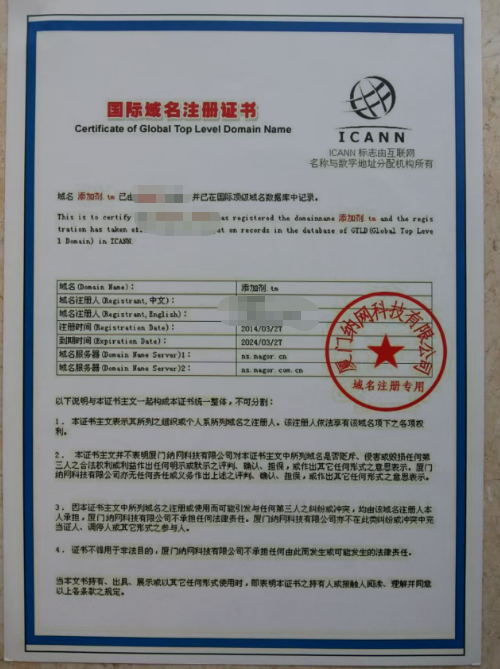 国际域名注册证书
Certificate of Global Top Level Domain Name
ICANN
ICANN 标志由互联网
名称与数字地址分配机构所有
域名 添加剂.tm 已由 并已在国际顶级域名数据库中记录。
This is to certify has registered the domainname 添加剂.tm and the regis
tration has taken on records in the database of GTLD(Global Top Leve
l Domain) in ICANN.
域名(Domain Name): 添加剂.tm
域名注册人(Registrant,中文):
域名注册人(Registrant,English):
注册时间(Registration Date): 2014/03/27
到期时间(Expiration Date): 2024/03/27
域名服务器(Domain Name Server)1: ns.nagor.cn
域名服务器(Domain Name Server)2: ns.nagor.com.cn
厦门纳网科技有限公司
域名注册专用
以下说明与本证书主文一起构成本证书统一整体，不可分割：
1 . 本证书主文表示其所列之组织或个人系所列域名之注册人。该注册人依法享有该域名项下之各项权
利。
2 . 本证书主文并不表明厦门纳网科技有限公司对本证书主文中所列域名是否贬斥、侵害或毁损任何第
三人之合法权利或利益作出任何明示或默示之评判、确认、担保，或作出其它任何形式之意思表示。厦门
纳网科技有限公司亦无任何责任或义务作出上述之评判、确认、担保，或作出其它任何形式之意思表示。
3 . 因本证书主文中所列域名之注册或使用而可能引发与任何第三人之纠纷或冲突，均由该域名注册人本
人承担，厦门纳网科技有限公司不承担任何法律责任。厦门纳网科技有限公司亦不在此类纠纷或冲突中充
当证人、调停人或其它形式之参与人。
4 . 证书不得用于非法目的，厦门纳网科技有限公司不承担任何由此而发生或可能发生的法律责任。
当本文书持有、出具、展示或以其它任何形式使用时，即表明本证书之持有人或接触人阅读、理解并同意
以上各条款之规定。